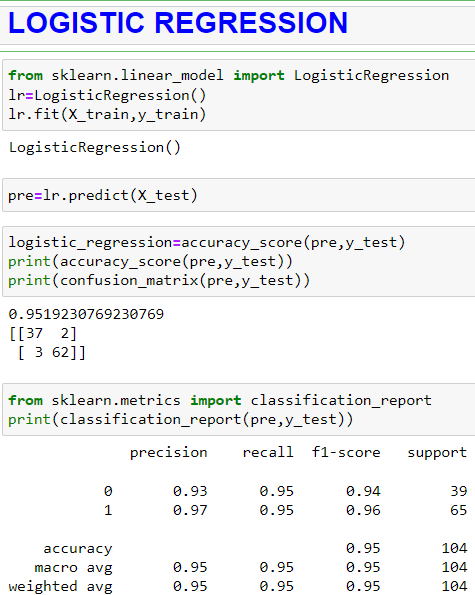 LOGISTIC REGRESSION
from sklearn.linear_model import LogisticRegression
lr=LogisticRegression()
lr.fit(X_train,y_train)
LogisticRegression()
pre=lr.predict(X_test)
logistic_regression=accuracy_score(pre,y_test)
print(accuracy_score(pre,y_test))
print(confusion_matrix(pre,y_test))
0.9519230769230769
[[37  2]
 [ 3 62]]
from sklearn.metrics import classification_report
print(classification_report(pre,y_test))
              precision    recall  f1-score   support
           0       0.93      0.95      0.94        39
           1       0.97      0.95      0.96        65
    accuracy                           0.95       104
   macro avg       0.95      0.95      0.95       104
weighted avg       0.95      0.95      0.95       104